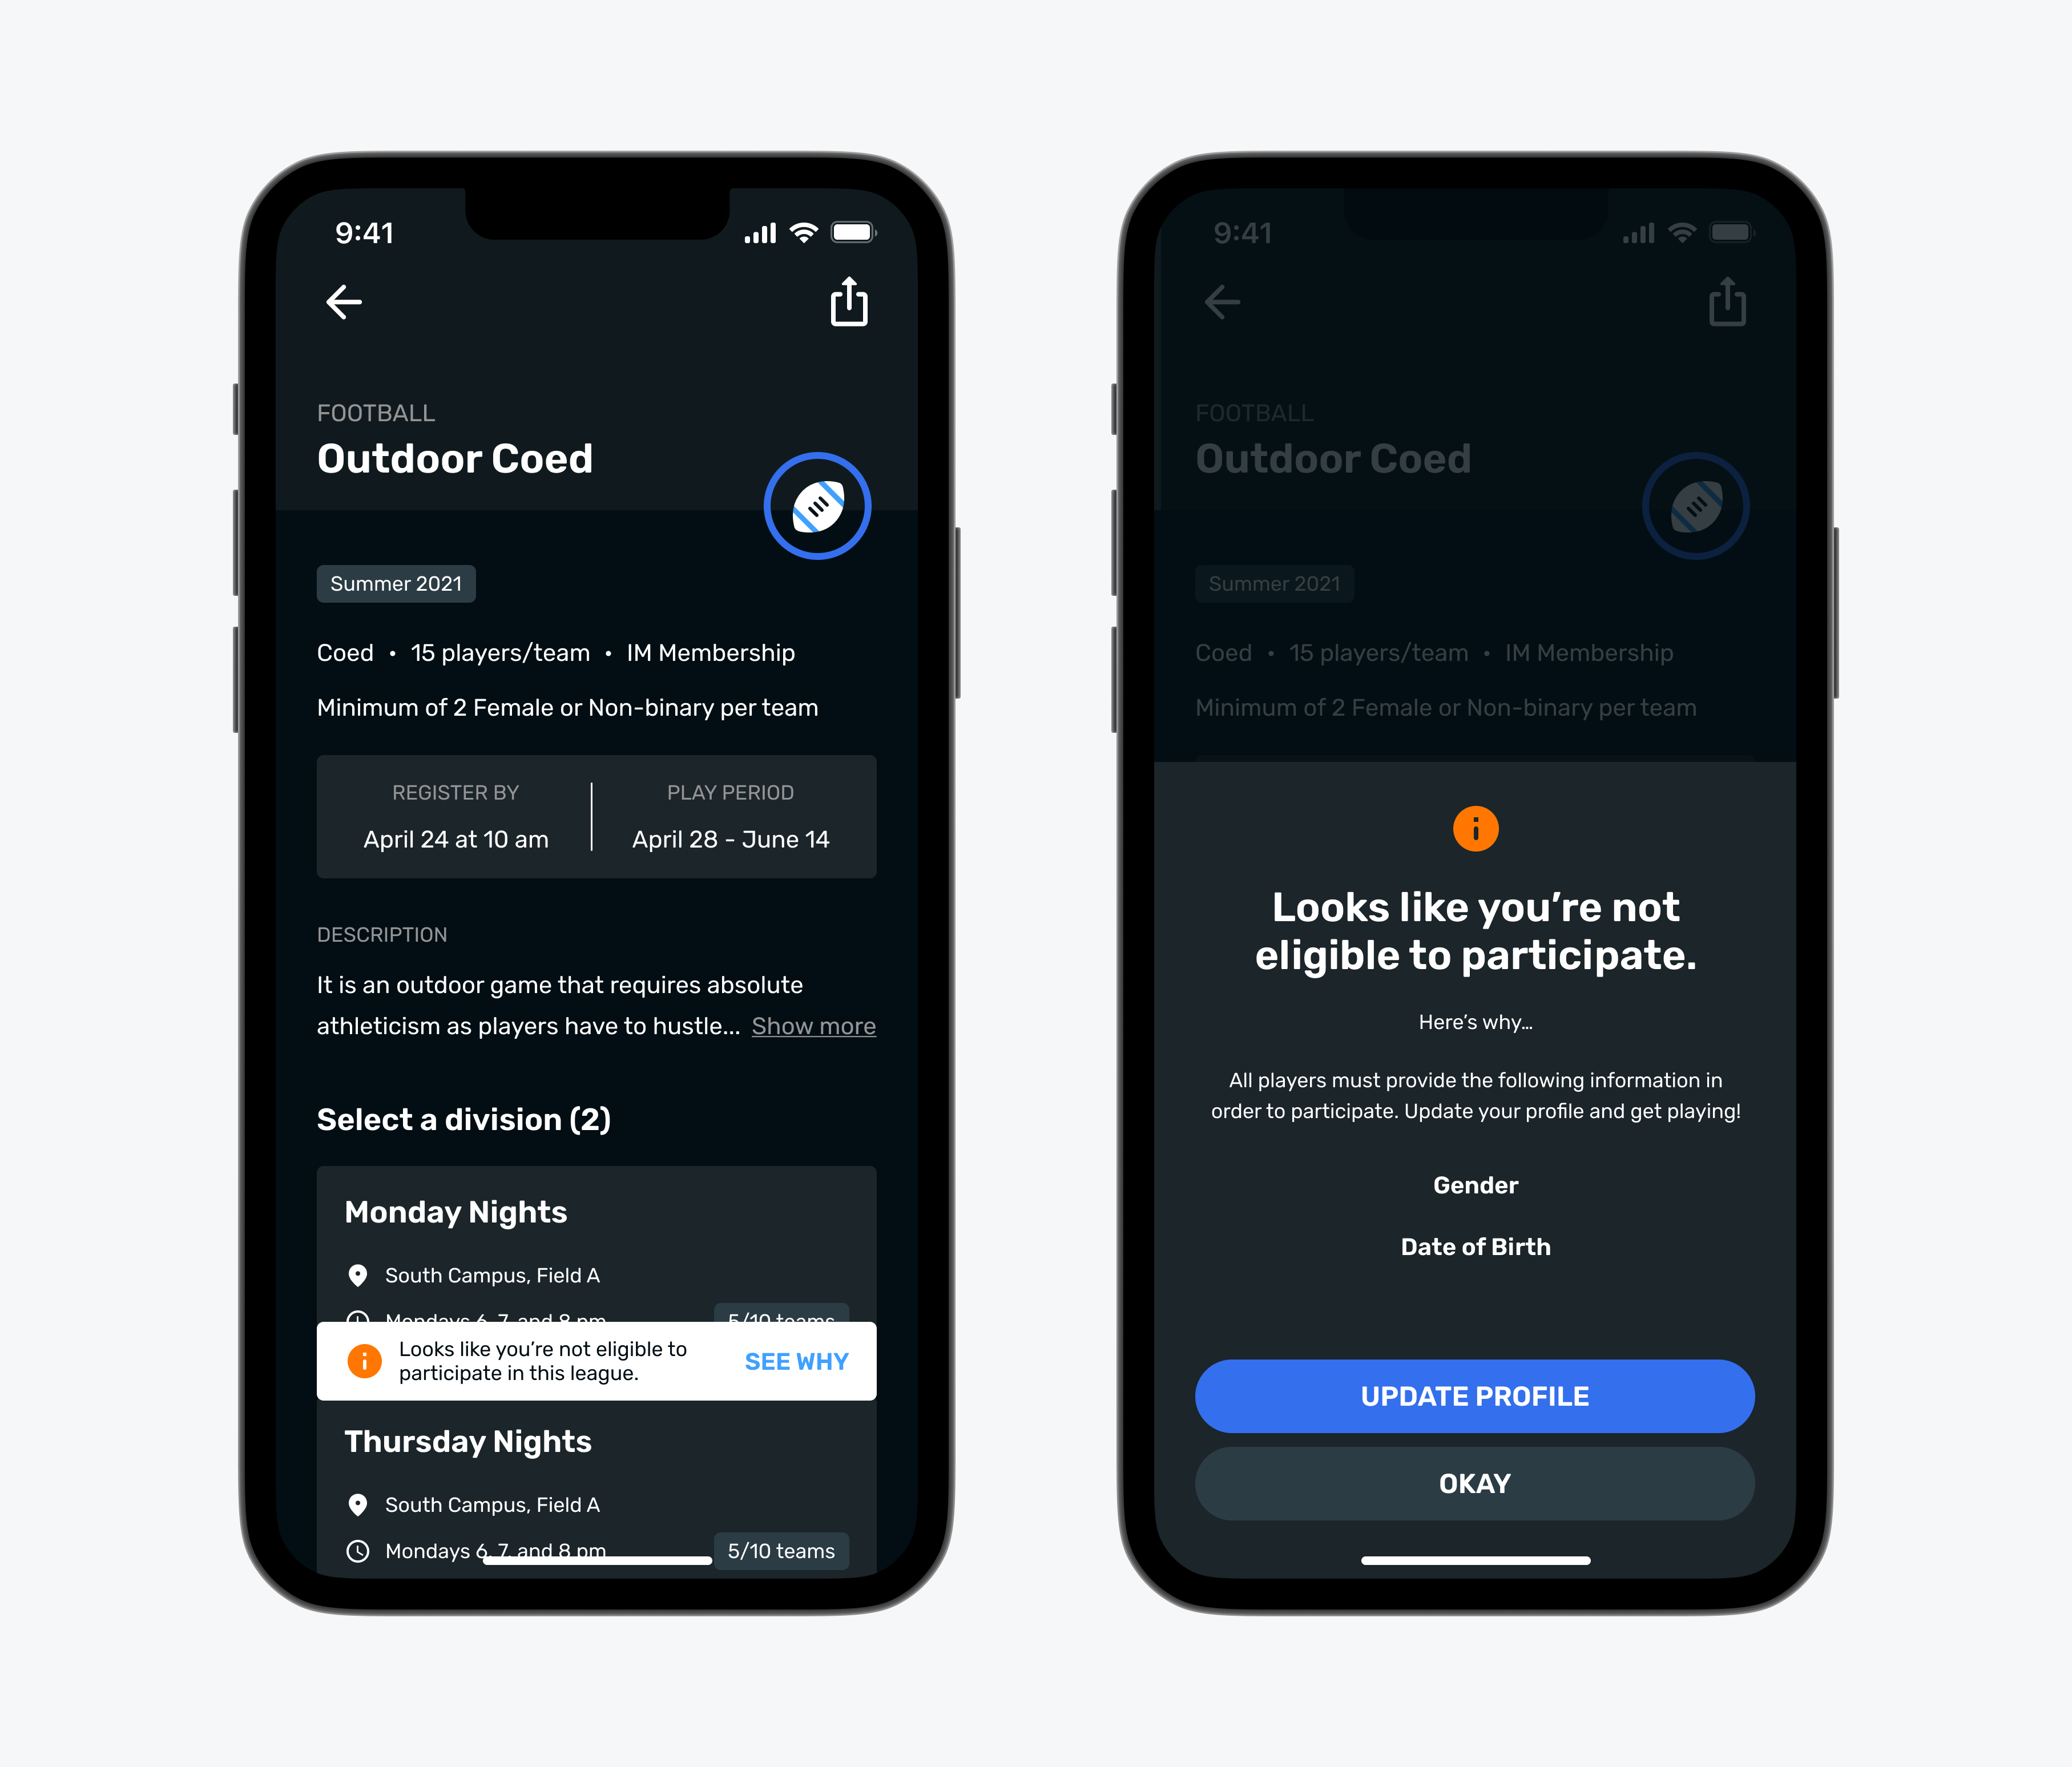 9:41
FOOTBALL
Outdoor Coed
Summer 2021
Coed • 15 players/team • IM Membership
Minimum of 2 Female or Non-binary per team
REGISTER BY
April 24 at 10 am
PLAY PERIOD
April 28 - June 14
DESCRIPTION
It is an outdoor game that requires absolute
athleticism as players have to hustle... Show more
Select a division (2)
Monday Nights
South Campus, Field A
Mondays 6, 7, and 8 pm
5/10 teams
Looks like you’re not eligible to
participate in this league.
SEE WHY
Thursday Nights
South Campus, Field A
Mondays 6, 7, and 8 pm
5/10 teams
9:41
FOOTBALL
Outdoor Coed
Summer 2021
Coed • 15 players/team • IM Membership
Minimum of 2 Female or Non-binary per team
Looks like you’re not
eligible to participate.
Here’s why…
All players must provide the following information in
order to participate. Update your profile and get playing!
Gender
Date of Birth
UPDATE PROFILE
OKAY